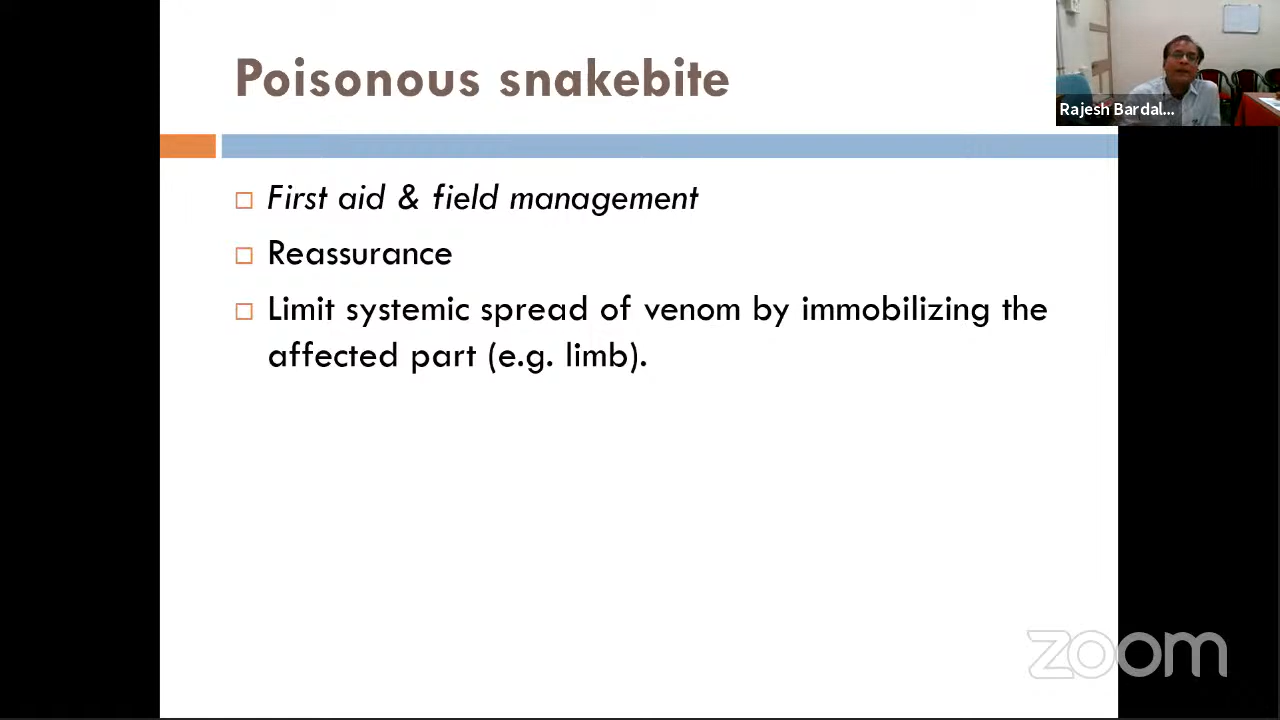 Poisonous snakebite
Rajesh Bardal...
First aid & field management
Reassurance
Limit systemic spread of venom by immobilizing the
affected part (e.g. limb).
zoom